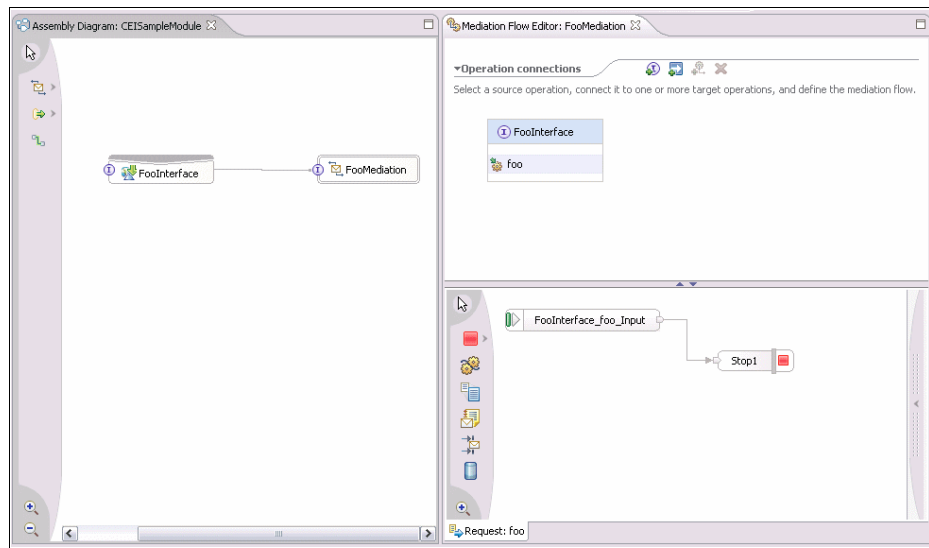 Assembly Diagram: CEISampleModule
FooInterface
FooMediation
Mediation Flow Editor: FooMediation
Operation connections
Select a source operation, connect it to one or more target operations, and define the mediation flow.
FooInterface
foo
FooInterface_foo_Input
Stop1
Request: foo